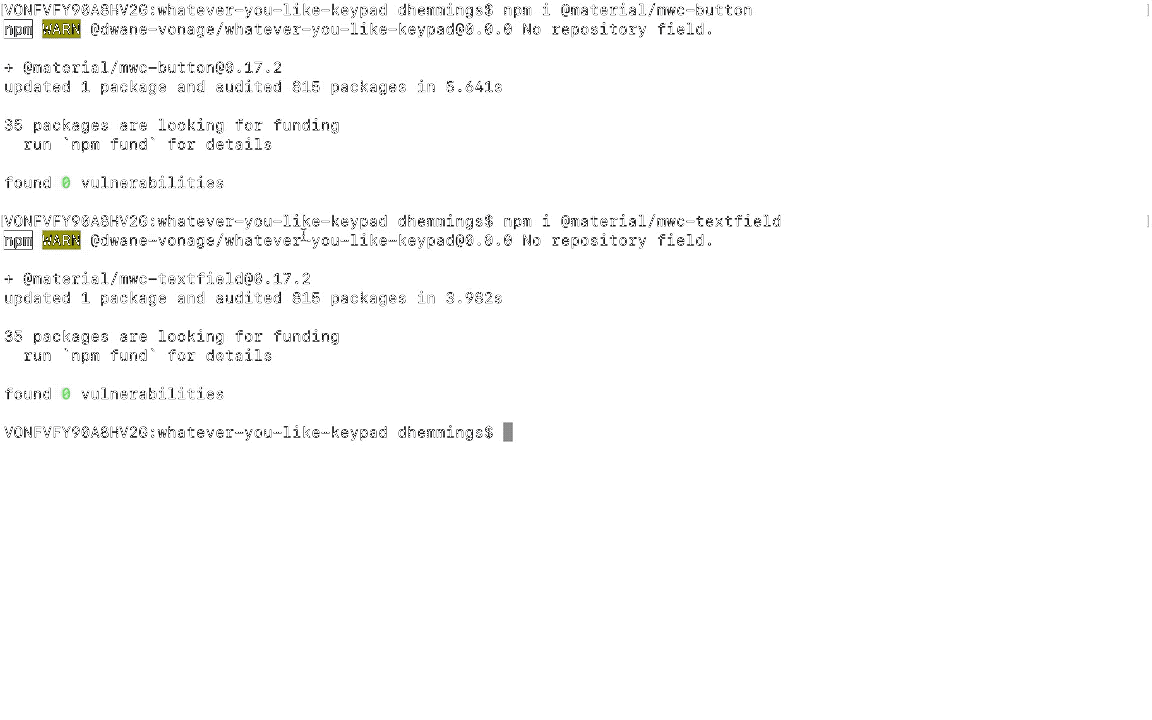 [VONFVFY90A8HV2G:whatever-you-like-keypad dhemmings$ npm i @material/mwc-button ]
npm WARN @dwane-vonage/whatever-you-like-keypad@0.0.0 No repository field.
+ @material/mwc-button@0.17.2
updated 1 package and audited 815 packages in 5.641s
35 packages are looking for funding
run `npm fund` for details
found 0 vulnerabilities
[VONFVFY90A8HV2G:whatever-you-like-keypad dhemmings$ npm i @material/mwc-textfield ]
npm WARN @dwane-vonage/whatever-you-like-keypad@0.0.0 No repository field.
+ @material/mwc-textfield@0.17.2
updated 1 package and audited 815 packages in 3.982s
35 packages are looking for funding
run `npm fund` for details
found 0 vulnerabilities
VONFVFY90A8HV2G:whatever-you-like-keypad dhemmings$